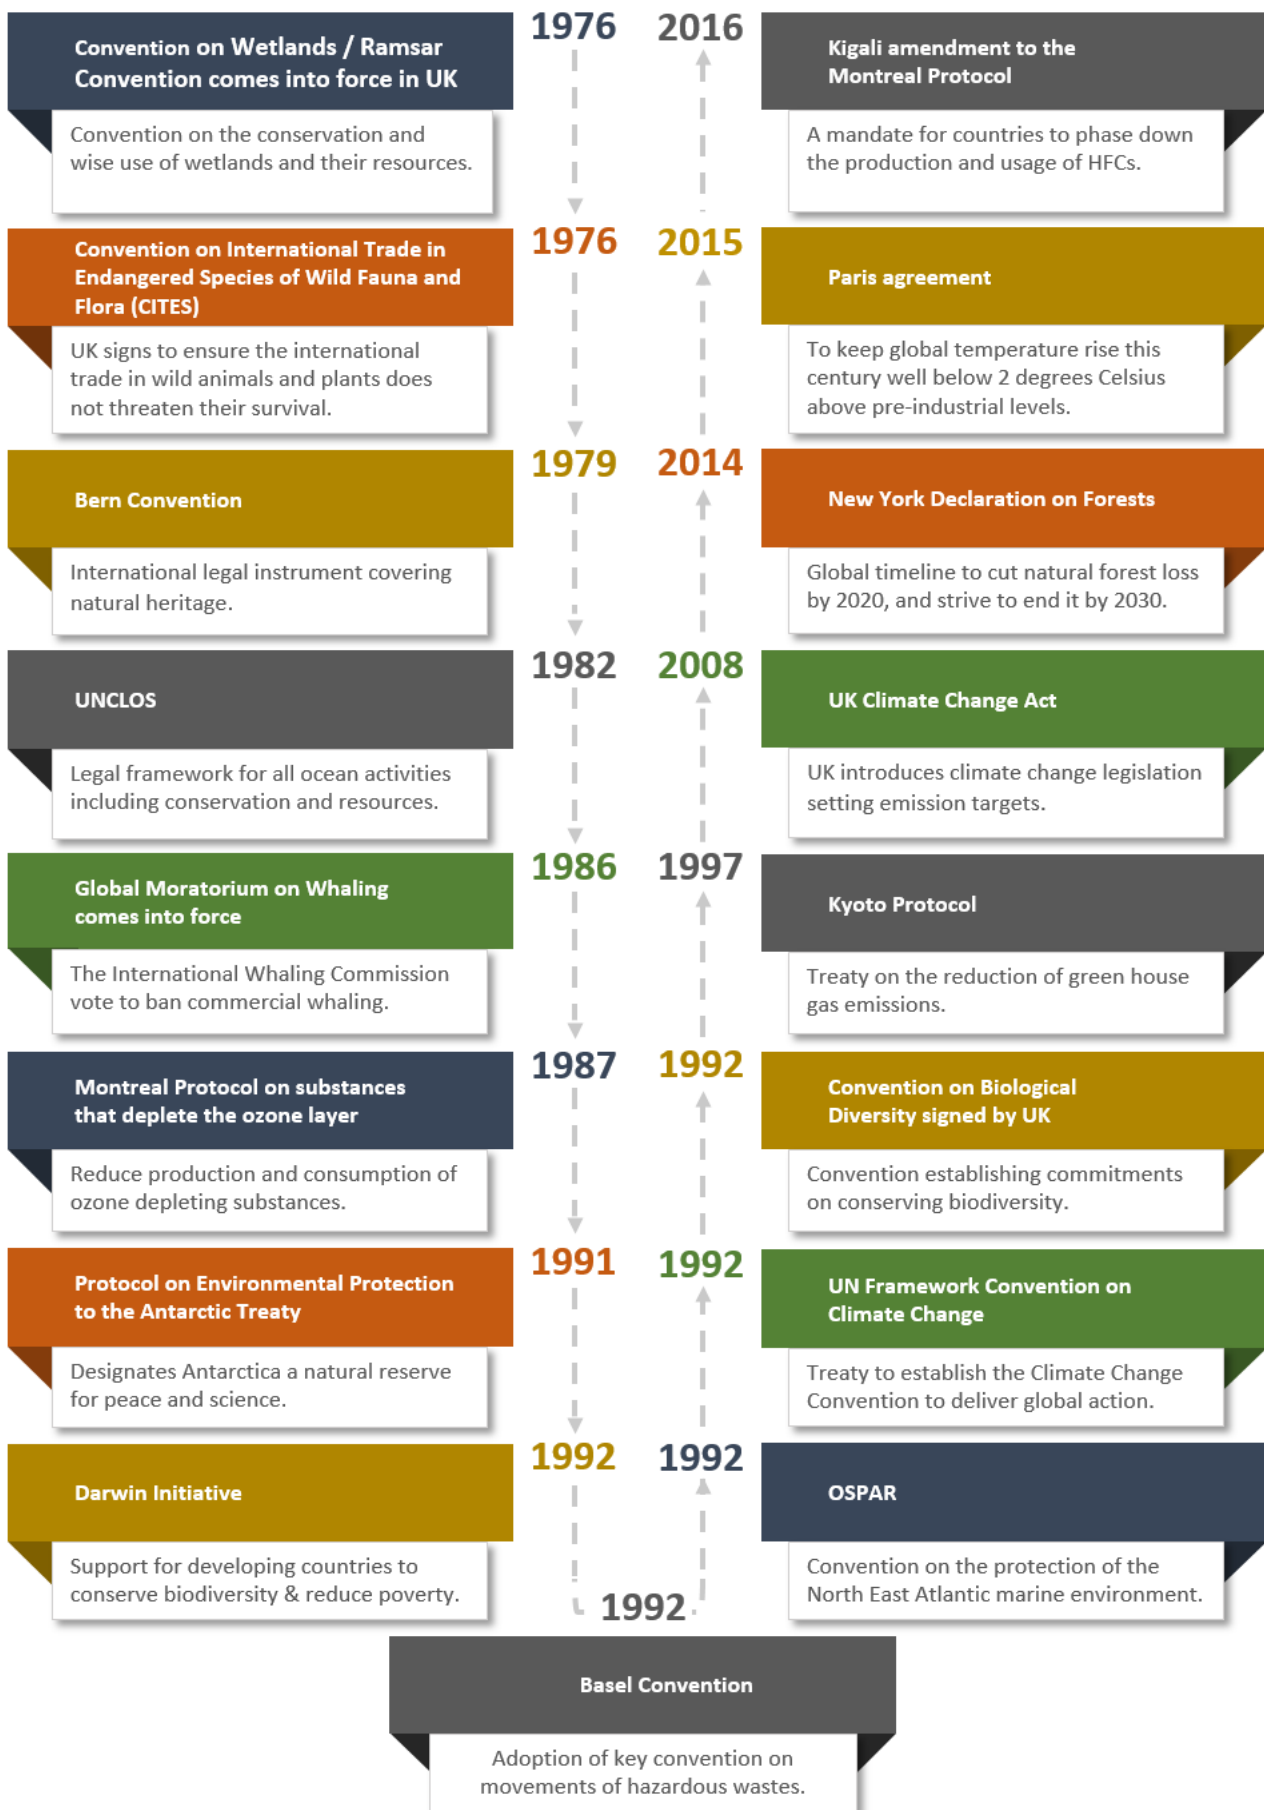 1976
Convention on Wetlands / Ramsar
Convention comes into force in UK
Convention on the conservation and
wise use of wetlands and their resources.
1976
Convention on International Trade in
Endangered Species of Wild Fauna and
Flora (CITES)
UK signs to ensure the international
trade in wild animals and plants does
not threaten their survival.
1979
Bern Convention
International legal instrument covering
natural heritage.
1982
UNCLOS
Legal framework for all ocean activities
including conservation and resources.
1986
Global Moratorium on Whaling
comes into force
The International Whaling Commission
vote to ban commercial whaling.
1987
Montreal Protocol on substances
that deplete the ozone layer
Reduce production and consumption of
ozone depleting substances.
1991
Protocol on Environmental Protection
to the Antarctic Treaty
Designates Antarctica a natural reserve
for peace and science.
1992
Darwin Initiative
Support for developing countries to
conserve biodiversity & reduce poverty.
1992
Basel Convention
Adoption of key convention on
movements of hazardous wastes.
1992
OSPAR
Convention on the protection of the
North East Atlantic marine environment.
1992
UN Framework Convention on
Climate Change
Treaty to establish the Climate Change
Convention to deliver global action.
1992
Convention on Biological
Diversity signed by UK
Convention establishing commitments
on conserving biodiversity.
1997
Kyoto Protocol
Treaty on the reduction of green house
gas emissions.
2008
UK Climate Change Act
UK introduces climate change legislation
setting emission targets.
2014
New York Declaration on Forests
Global timeline to cut natural forest loss
by 2020, and strive to end it by 2030.
2015
Paris agreement
To keep global temperature rise this
century well below 2 degrees Celsius
above pre-industrial levels.
2016
Kigali amendment to the
Montreal Protocol
A mandate for countries to phase down
the production and usage of HFCs.